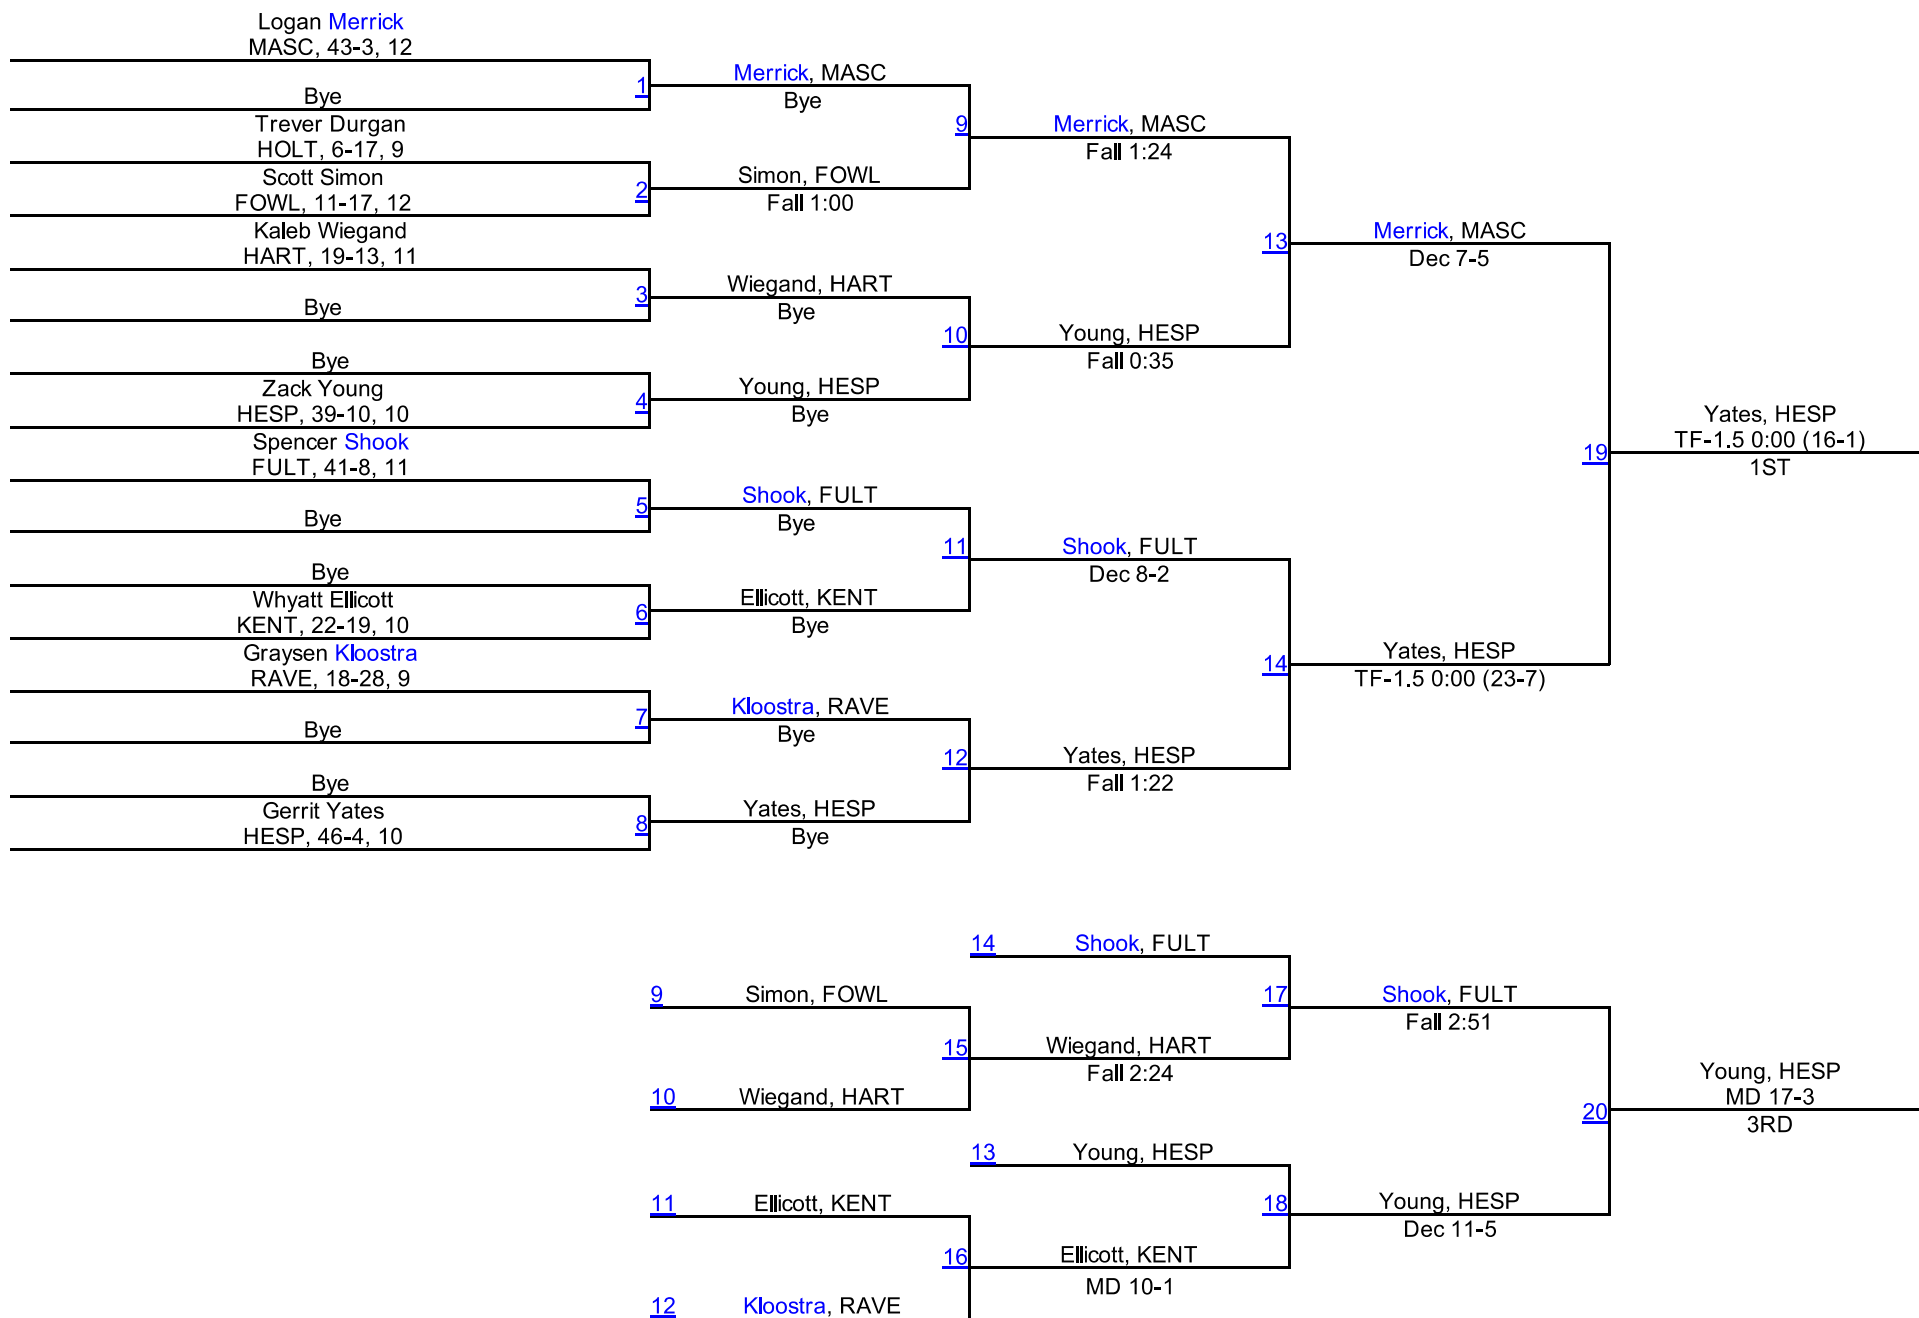 Logan Merrick
MASC, 43-3, 12
1
Bye
Trever Durgan
HOLT, 6-17, 9
2
Scott Simon
FOWL, 11-17, 12
Kaleb Wiegand
HART, 19-13, 11
3
Bye
Bye
Zack Young
4
HESP, 39-10, 10
Spencer Shook
FULT, 41-8, 11
5
Bye
Bye
Whyatt Ellicott
6
KENT, 22-19, 10
Graysen Kloostra
RAVE, 18-28, 9
7
Bye
Bye
Gerrit Yates
8
HESP, 46-4, 10
Merrick, MASC
Bye
9
Simon, FOWL
Fall 1:00
Wiegand, HART
Bye
10
Young, HESP
Bye
Shook, FULT
Bye
11
Ellicott, KENT
Bye
Kloostra, RAVE
Bye
12
Yates, HESP
Bye
Merrick, MASC
Fall 1:24
13
Young, HESP
Fall 0:35
Shook, FULT
Dec 8-2
14
Yates, HESP
Fall 1:22
Merrick, MASC
Dec 7-5
19
Yates, HESP
TF-1.5 0:00 (23-7)
Yates, HESP
TF-1.5 0:00 (16-1)
1ST
14 Shook, FULT
9 Simon, FOWL
17
15
Wiegand, HART
Fall 2:24
10 Wiegand, HART
Shook, FULT
Fall 2:51
20
Young, HESP
MD 17-3
3RD
13 Young, HESP
11 Ellicott, KENT
18
Young, HESP
Dec 11-5
16
Ellicott, KENT
MD 10-1
12 Kloostra, RAVE